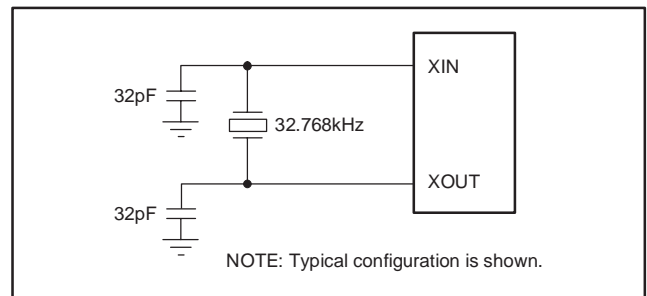 XIN
32pF
32.768kHz
XOUT
32pF
NOTE: Typical configuration is shown.